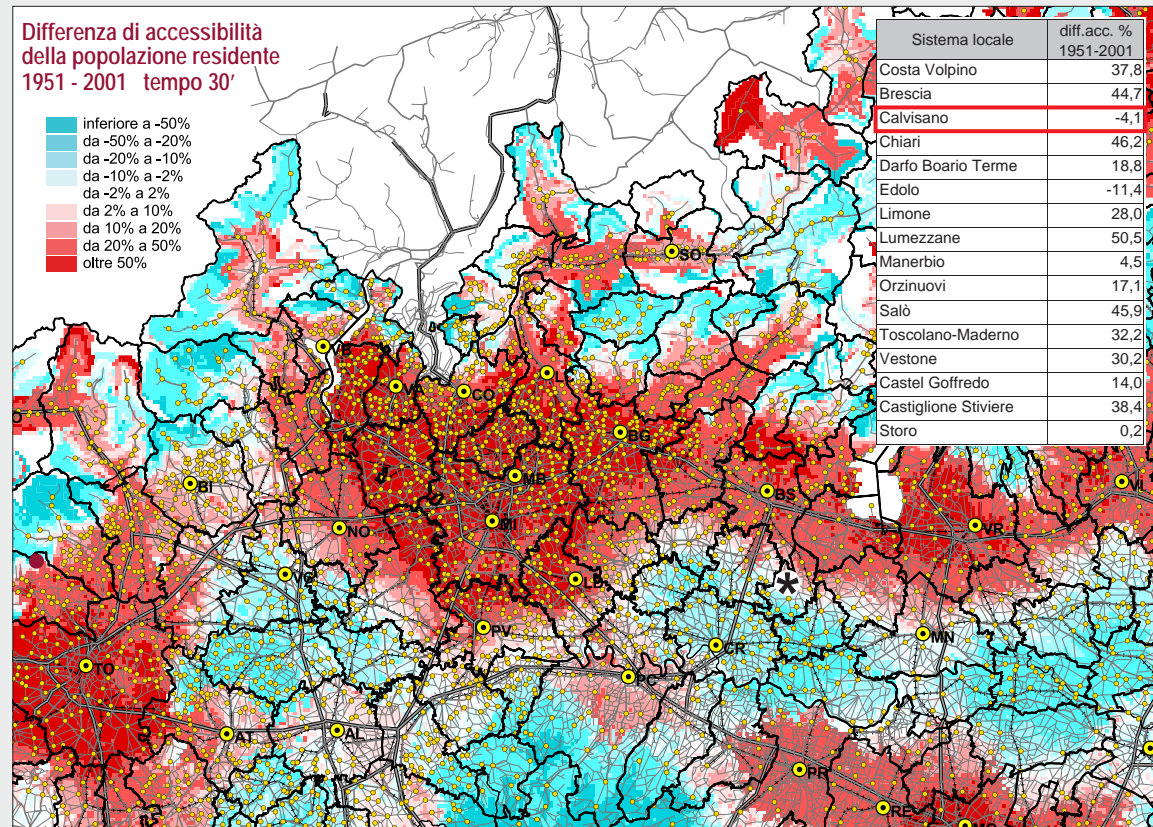 Differenza di accessibilità
della popolazione residente
1951 - 2001 tempo 30′
inferiore a -50%
da -50% a -20%
da -20% a -10%
da -10% a -2%
da -2% a 2%
da 2% a 10%
da 10% a 20%
da 20% a 50%
oltre 50%
Sistema locale diff.acc. %
1951-2001
Costa Volpino 37,8
Brescia 44,7
Calvisano -4,1
Chiari 46,2
Darfo Boario Terme 18,8
Edolo -11,4
Limone 28,0
Lumezzane 50,5
Manerbio 4,5
Orzinuovi 17,1
Salò 45,9
Toscolano-Maderno 32,2
Vestone 30,2
Castel Goffredo 14,0
Castiglione Stiviere 38,4
Storo 0,2
SO
VB
VA
CO
LC
BG
BI
MB
BS
VI
NO
MI
VR
VC
*
PV
MN
TO
CR
PC
AT
AL
PR
RE